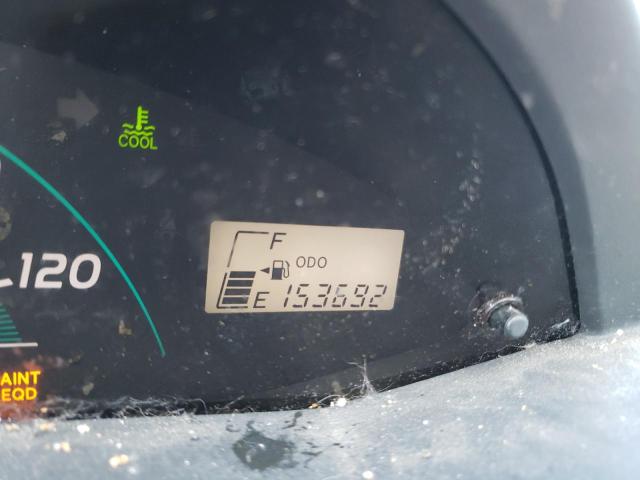 COOL
F
ODO
120
E 153692
AINT
EQD